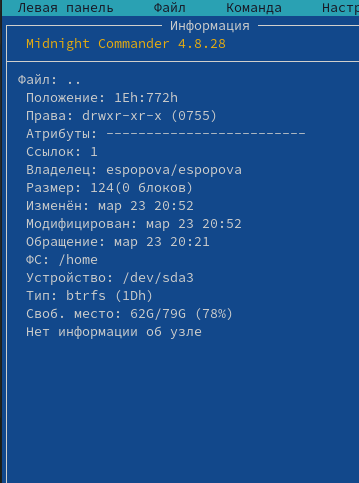 Левая панель Файл Команда Настр
Информация
Midnight Commander 4.8.28
Файл: ..
Положение: 1Eh:772h
Права: drwxr-xr-x (0755)
Атрибуты: -------------------------
Ссылок: 1
Владелец: espopova/espopova
Размер: 124(0 блоков)
Изменён: мар 23 20:52
Модифицирован: мар 23 20:52
Обращение: мар 23 20:21
ФС: /home
Устройство: /dev/sda3
Тип: btrfs (1Dh)
Своб. место: 62G/79G (78%)
Нет информации об узле